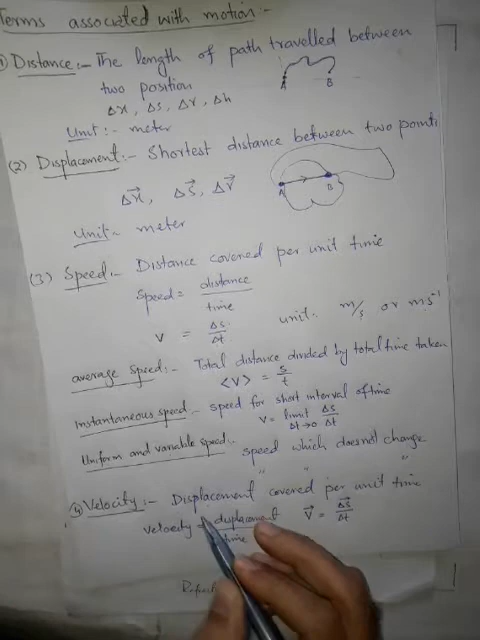 Terms associated with motion:-
(1) Distance:- The length of path travelled between
two position
Δx, Δs, Δr, Δh
A B
Unit:- meter
(2) Displacement:- Shortest distance between two points
Δx⃗, Δs⃗, Δr⃗
A B
Unit:- meter
(3) Speed:- Distance covered per unit time
Speed = distance / time
v = Δs / Δt unit: m/s or ms⁻¹
average speed:- Total distance divided by total time taken
<v> = s / t
instantaneous speed:- speed for short interval of time
v = limit Δt→0 Δs / Δt
Uniform and variable speed:- speed which does not change
" " "
(4) Velocity:- Displacement covered per unit time
velocity = displacement / time v⃗ = Δs⃗ / Δt